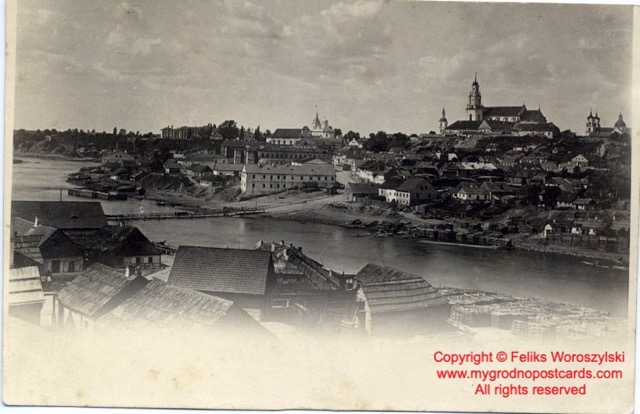 Copyright © Feliks Woroszylski
www.mygrodnopostcards.com
All rights reserved